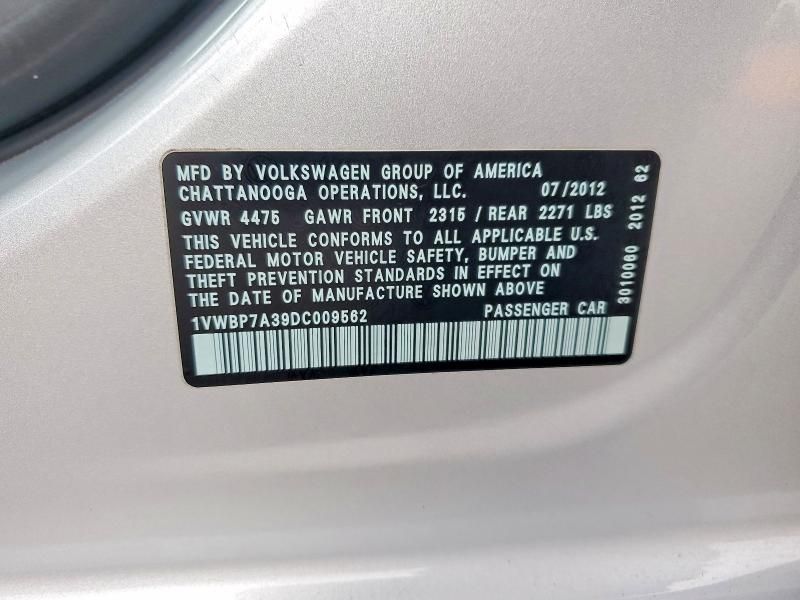 MFD BY VOLKSWAGEN GROUP OF AMERICA
CHATTANOOGA OPERATIONS, LLC. 07/2012
GVWR 4475 GAWR FRONT 2315 / REAR 2271 LBS
THIS VEHICLE CONFORMS TO ALL APPLICABLE U.S.
FEDERAL MOTOR VEHICLE SAFETY, BUMPER AND
THEFT PREVENTION STANDARDS IN EFFECT ON
THE DATE OF MANUFACTURE SHOWN ABOVE
1VWBP7A39DC009562 PASSENGER CAR
3010060 2012 62